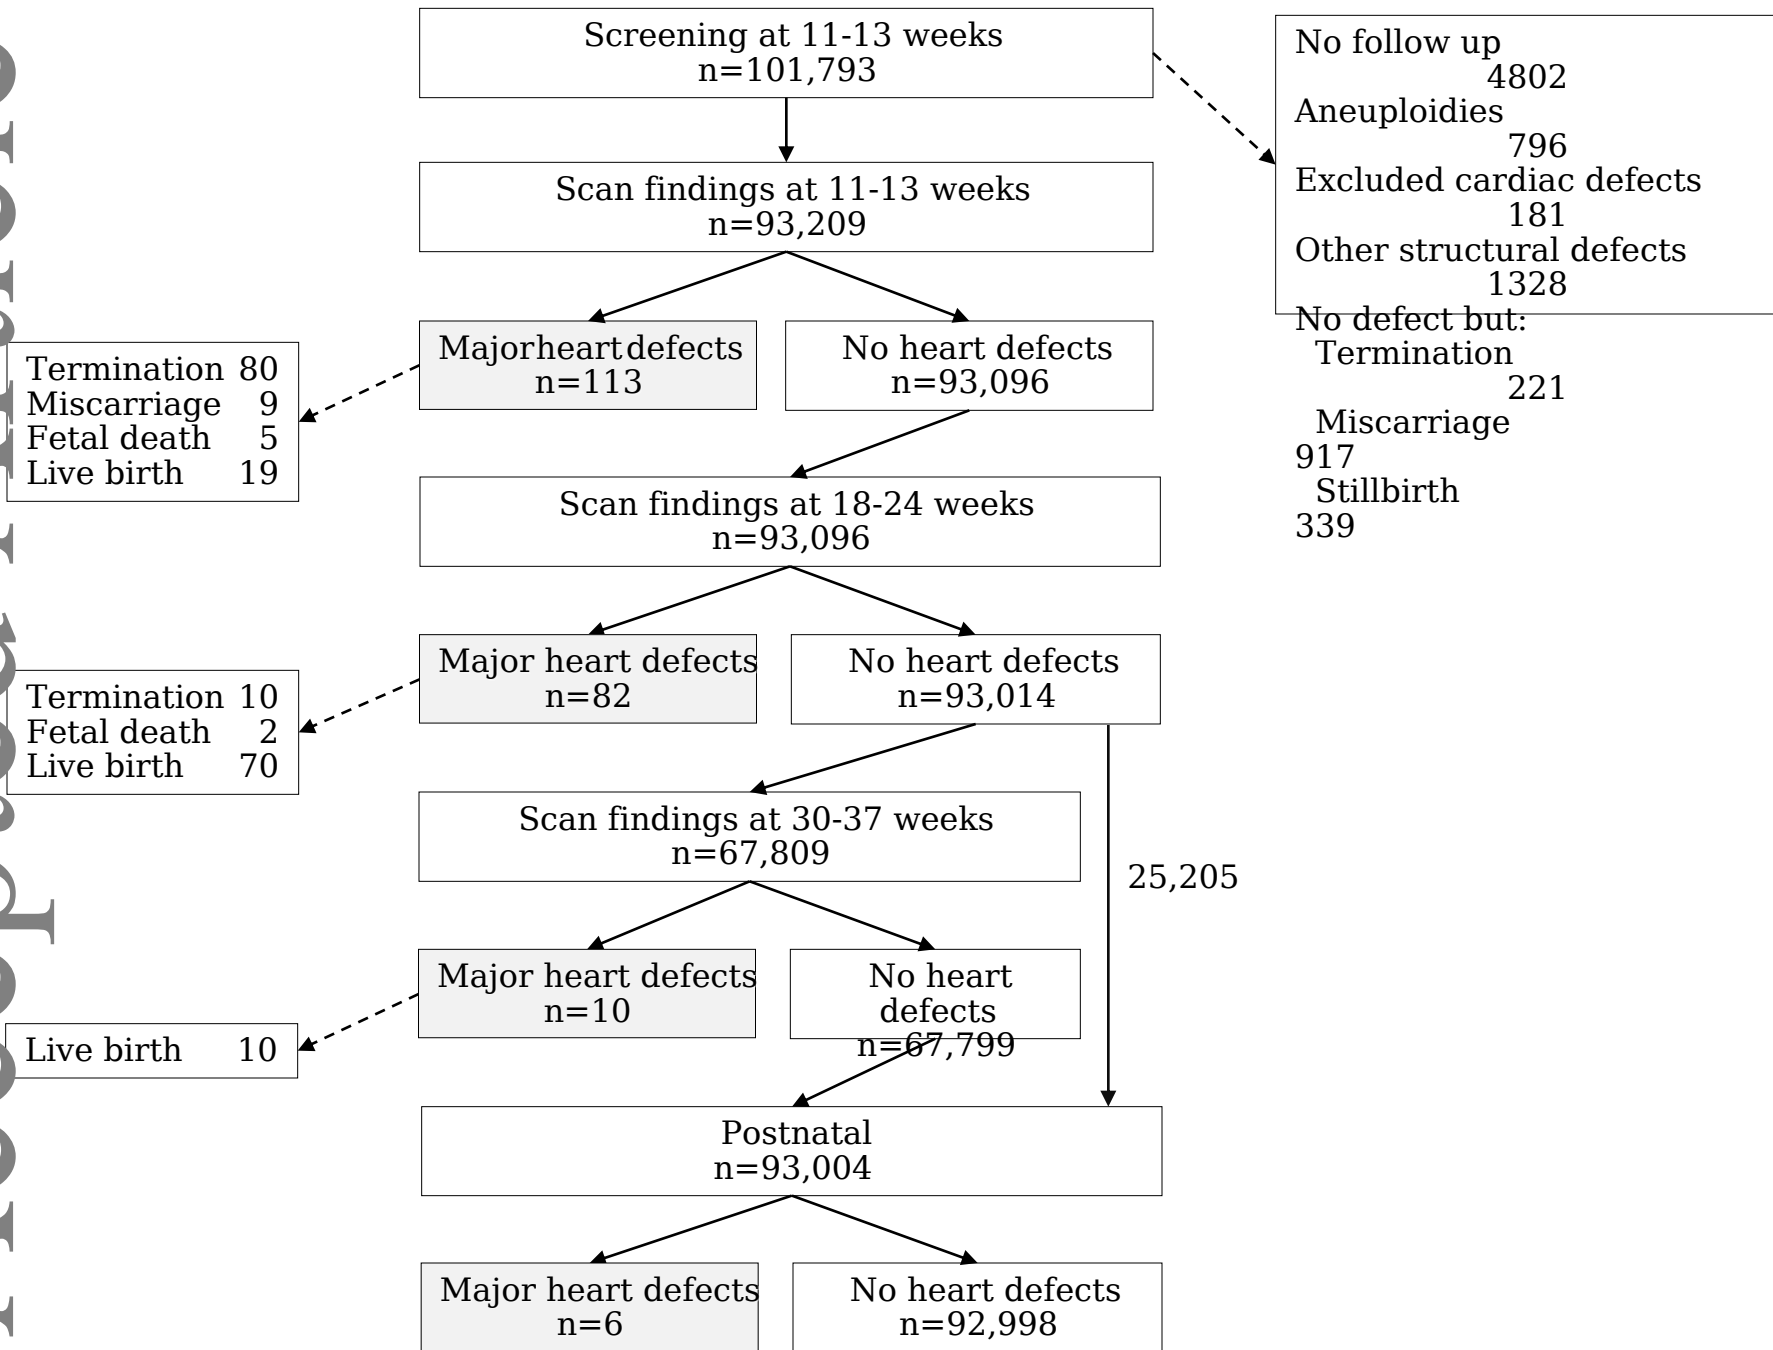 Screening at 11-13 weeks
n=101,793
No follow up
4802
Aneuploidies
796
Excluded cardiac defects
181
Other structural defects
1328
No defect but:
Termination
221
Miscarriage
917
Stillbirth
339
Scan findings at 11-13 weeks
n=93,209
Major heart defects
n=113
No heart defects
n=93,096
Termination 80
Miscarriage 9
Fetal death 5
Live birth 19
Scan findings at 18-24 weeks
n=93,096
Major heart defects
n=82
No heart defects
n=93,014
Termination 10
Fetal death 2
Live birth 70
Scan findings at 30-37 weeks
n=67,809
25,205
Major heart defects
n=10
No heart
defects
n=67,799
Live birth 10
Postnatal
n=93,004
Major heart defects
n=6
No heart defects
n=92,998